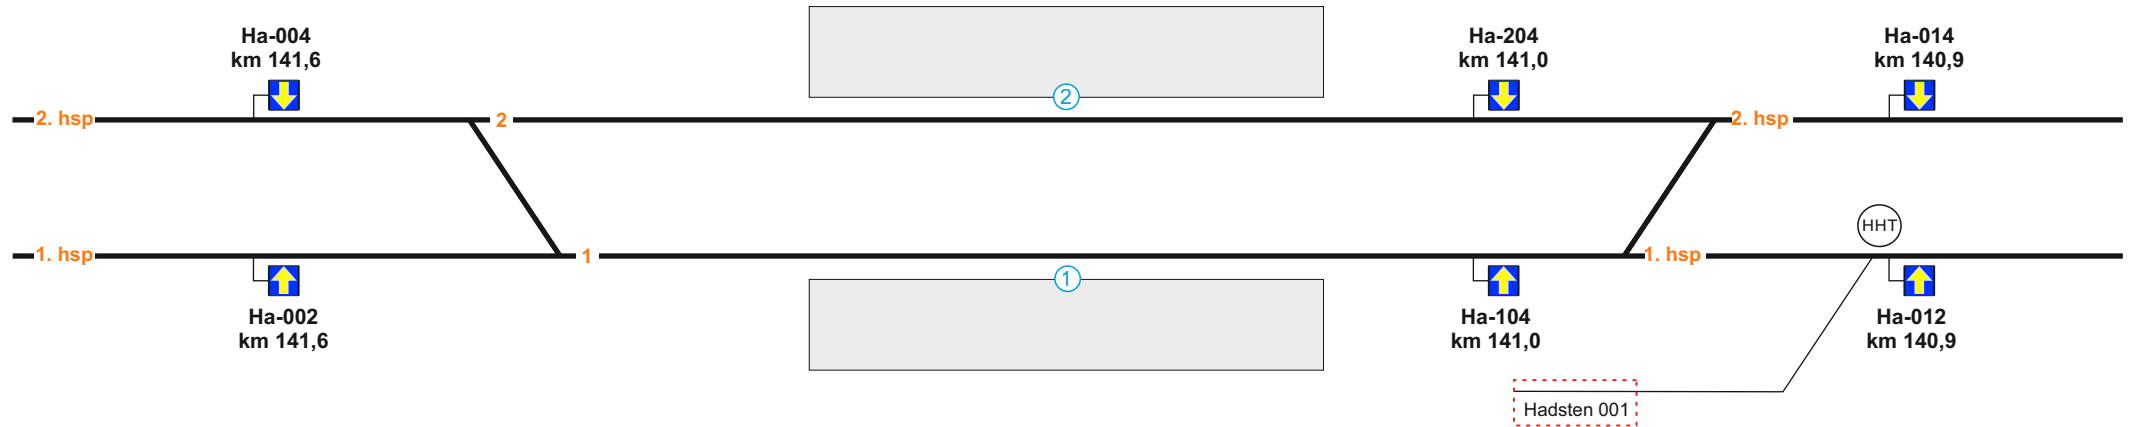 Ha-004
km 141,6
Ha-204
km 141,0
Ha-014
km 140,9
2. hsp
2
2
2. hsp
HHT
1. hsp
1
1
1. hsp
Ha-002
km 141,6
Ha-104
km 141,0
Ha-012
km 140,9
Hadsten 001